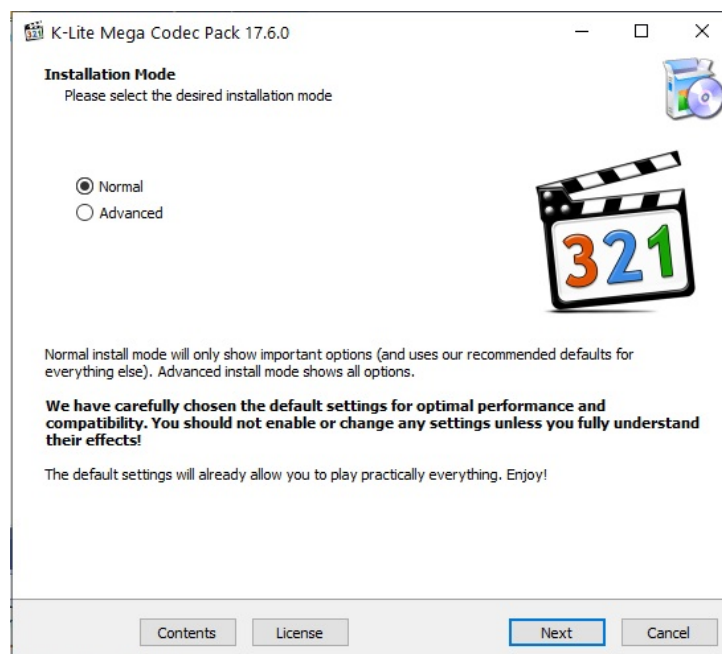 K-Lite Mega Codec Pack 17.6.0
Installation Mode
Please select the desired installation mode
Normal
Advanced
321
Normal install mode will only show important options (and uses our recommended defaults for
everything else). Advanced install mode shows all options.
We have carefully chosen the default settings for optimal performance and
compatibility. You should not enable or change any settings unless you fully understand
their effects!
The default settings will already allow you to play practically everything. Enjoy!
Contents License Next Cancel